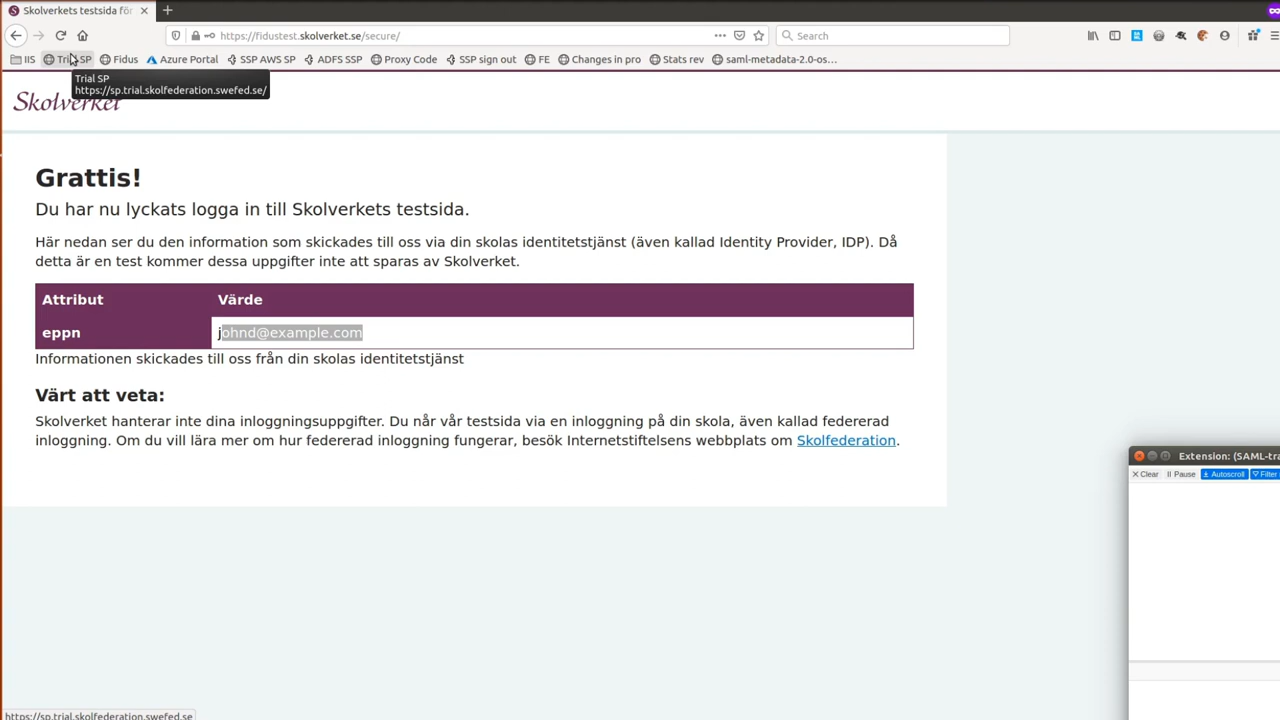 Skolverkets testsida för
https://fidustest.skolverket.se/secure/
Search
IIS
Trial SP
Fidus
Azure Portal
SSP AWS SP
ADFS SSP
Proxy Code
SSP sign out
FE
Changes in pro
Stats rev
saml-metadata-2.0-os...
Trial SP
https://sp.trial.skolfederation.swefed.se/
Skolverket
Grattis!
Du har nu lyckats logga in till Skolverkets testsida.
Här nedan ser du den information som skickades till oss via din skolas identitetstjänst (även kallad Identity Provider, IDP). Då
detta är en test kommer dessa uppgifter inte att sparas av Skolverket.
Attribut Värde
eppn johnd@example.com
Informationen skickades till oss från din skolas identitetstjänst
Värt att veta:
Skolverket hanterar inte dina inloggningsuppgifter. Du når vår testsida via en inloggning på din skola, även kallad federerad
inloggning. Om du vill lära mer om hur federerad inloggning fungerar, besök Internetstiftelsens webbplats om Skolfederation.
Extension: (SAML-tra
Clear
Pause
Autoscroll
Filter
https://sp.trial.skolfederation.swefed.se